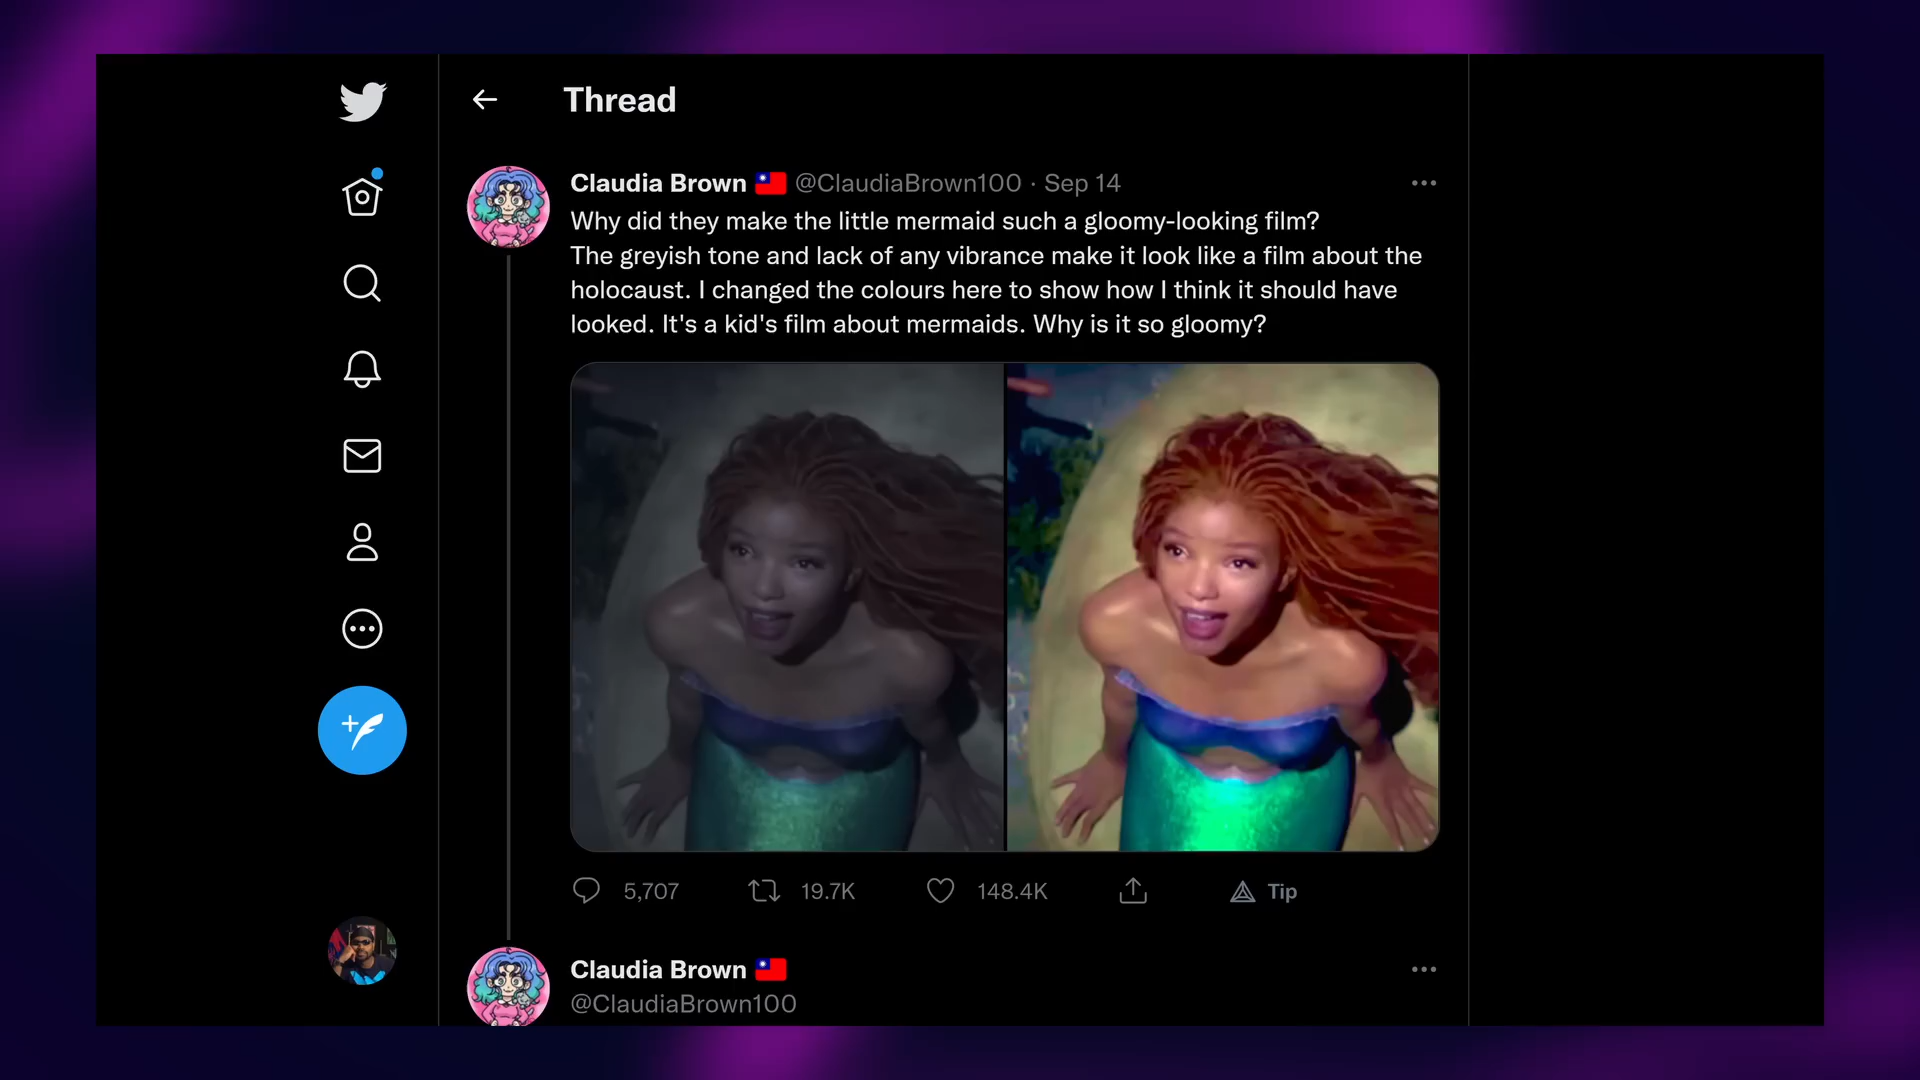 Thread
Claudia Brown 🇹🇼 @ClaudiaBrown100 · Sep 14
Why did they make the little mermaid such a gloomy-looking film?
The greyish tone and lack of any vibrance make it look like a film about the
holocaust. I changed the colours here to show how I think it should have
looked. It's a kid's film about mermaids. Why is it so gloomy?
5,707 19.7K 148.4K Tip
Claudia Brown 🇹🇼
@ClaudiaBrown100